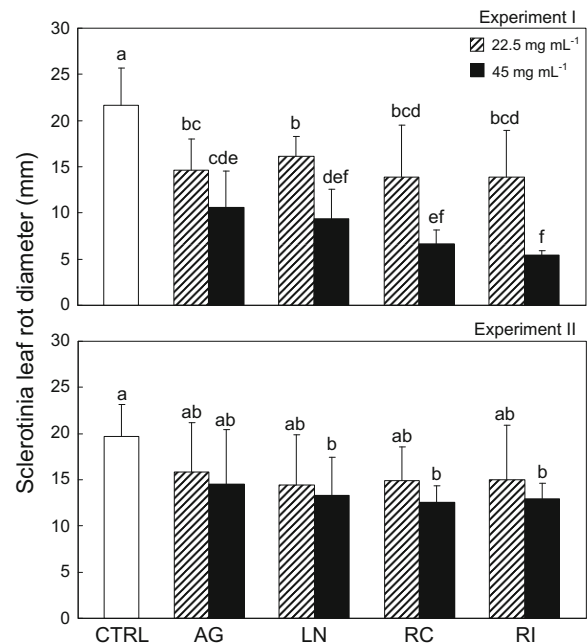 Experiment I
22.5 mg mL-1
45 mg mL-1
Sclerotinia leaf rot diameter (mm)
30
25
20
15
10
5
0
a
bc
cde
b
def
bcd
ef
bcd
f
Experiment II
30
25
20
15
10
5
0
a
ab
ab
ab
b
ab
b
ab
b
CTRL AG LN RC RI